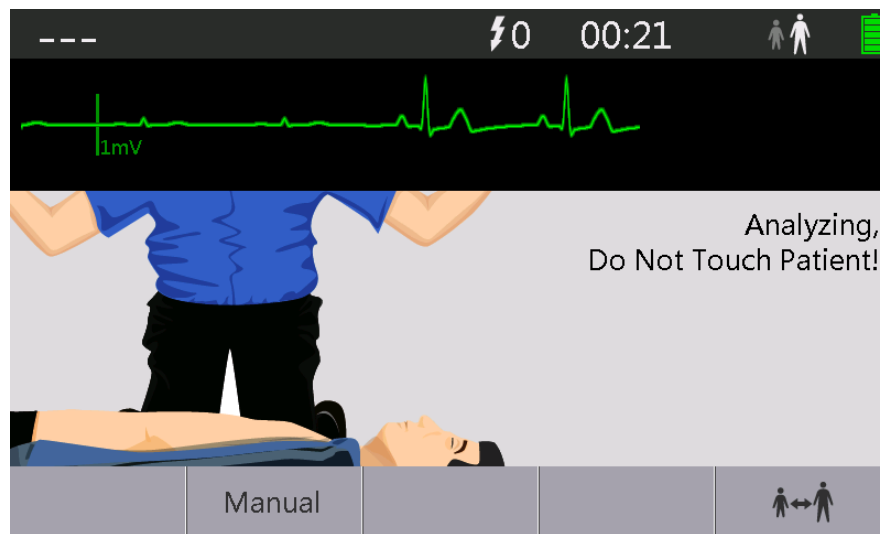 ---
0
00:21
1mV
Analyzing,
Do Not Touch Patient!
Manual